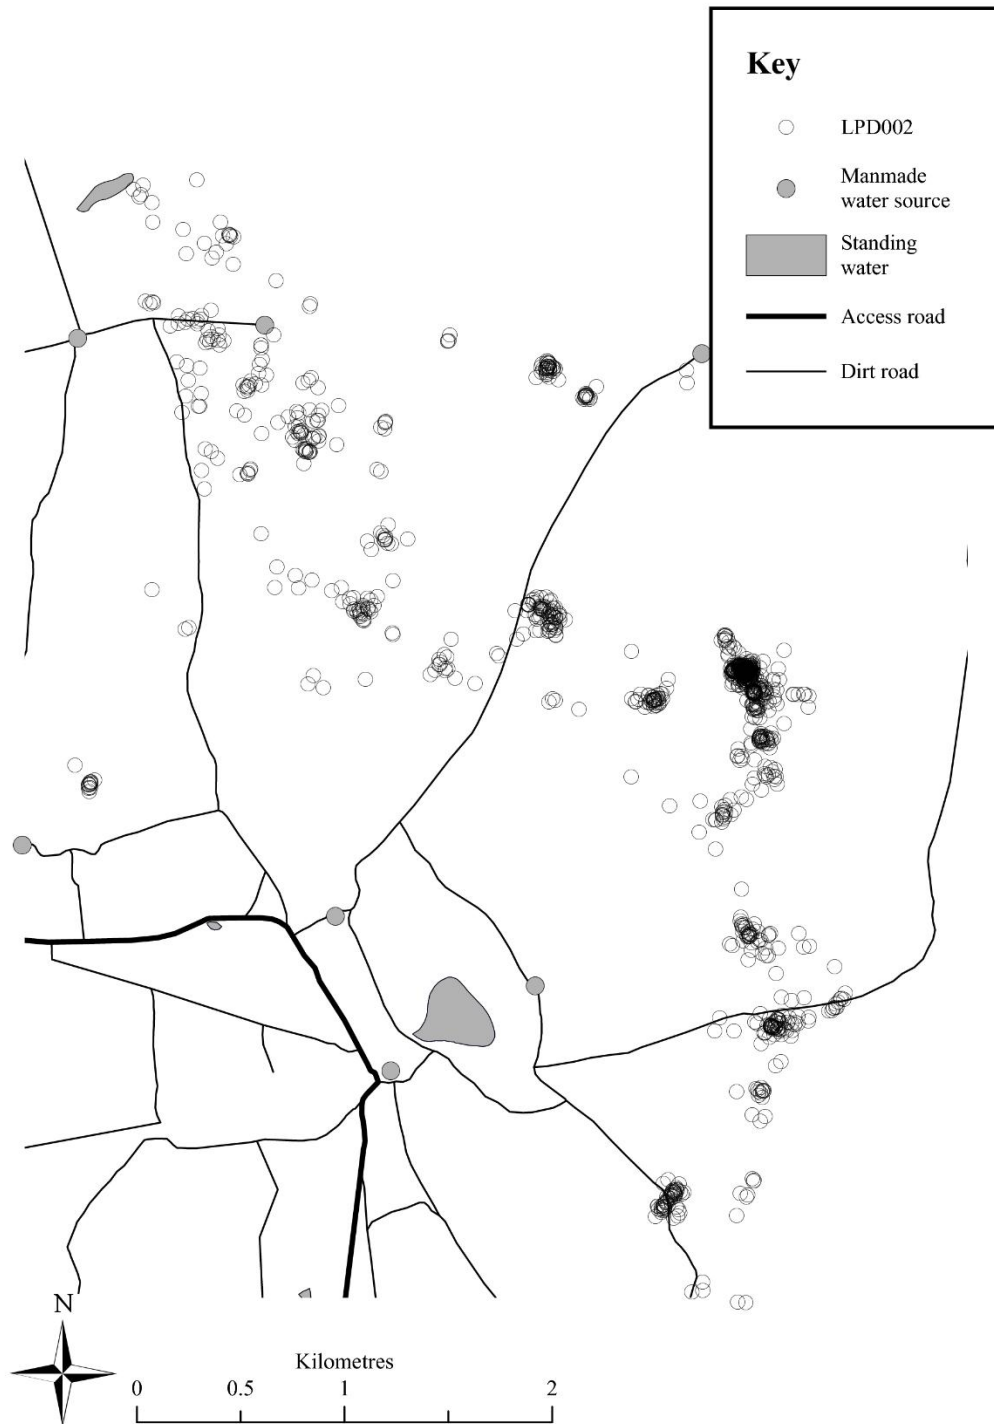 Key
LPD002
Manmade
water source
Standing
water
Access road
Dirt road
N
Kilometres
0 0.5 1 2